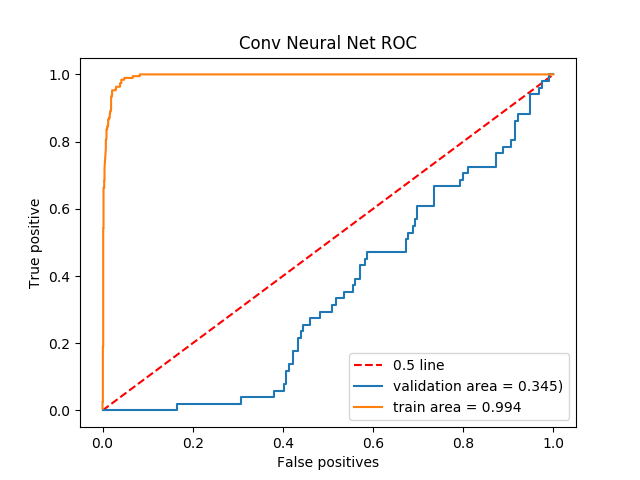 Conv Neural Net ROC
1.0
0.8
0.6
0.4
0.2
0.0
True positive
0.5 line
validation area = 0.345)
train area = 0.994
0.0 0.2 0.4 0.6 0.8 1.0
False positives